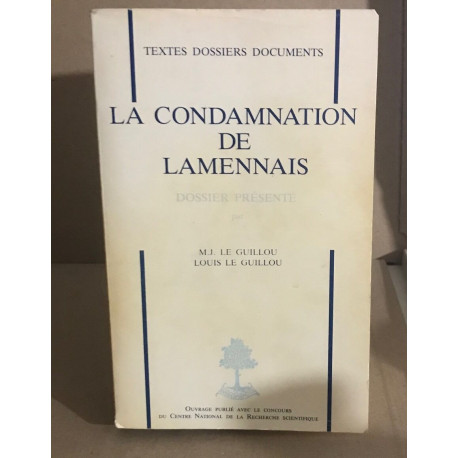 TEXTES DOSSIERS DOCUMENTS
LA CONDAMNATION
DE
LAMENNAIS
DOSSIER PRÉSENTÉ
par
M.J. LE GUILLOU
LOUIS LE GUILLOU
OUVRAGE PUBLIÉ AVEC LE CONCOURS
DU CENTRE NATIONAL DE LA RECHERCHE SCIENTIFIQUE